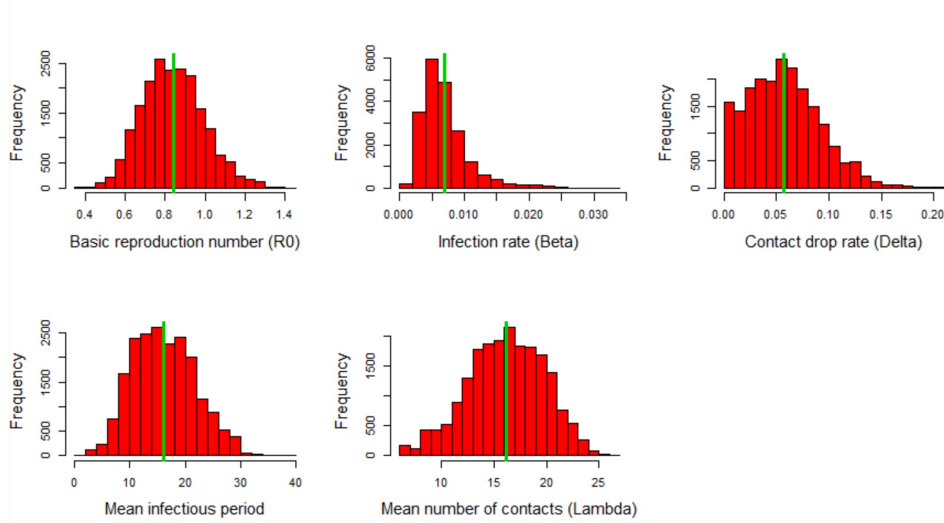 Frequency
0 500 1500 2500
0.4 0.6 0.8 1.0 1.2 1.4
Basic reproduction number (R0)
Frequency
0 2000 4000 6000
0.000 0.010 0.020 0.030
Infection rate (Beta)
Frequency
0 500 1500
0.00 0.05 0.10 0.15 0.20
Contact drop rate (Delta)
Frequency
0 500 1500 2500
0 10 20 30 40
Mean infectious period
Frequency
0 500 1500
10 15 20 25
Mean number of contacts (Lambda)